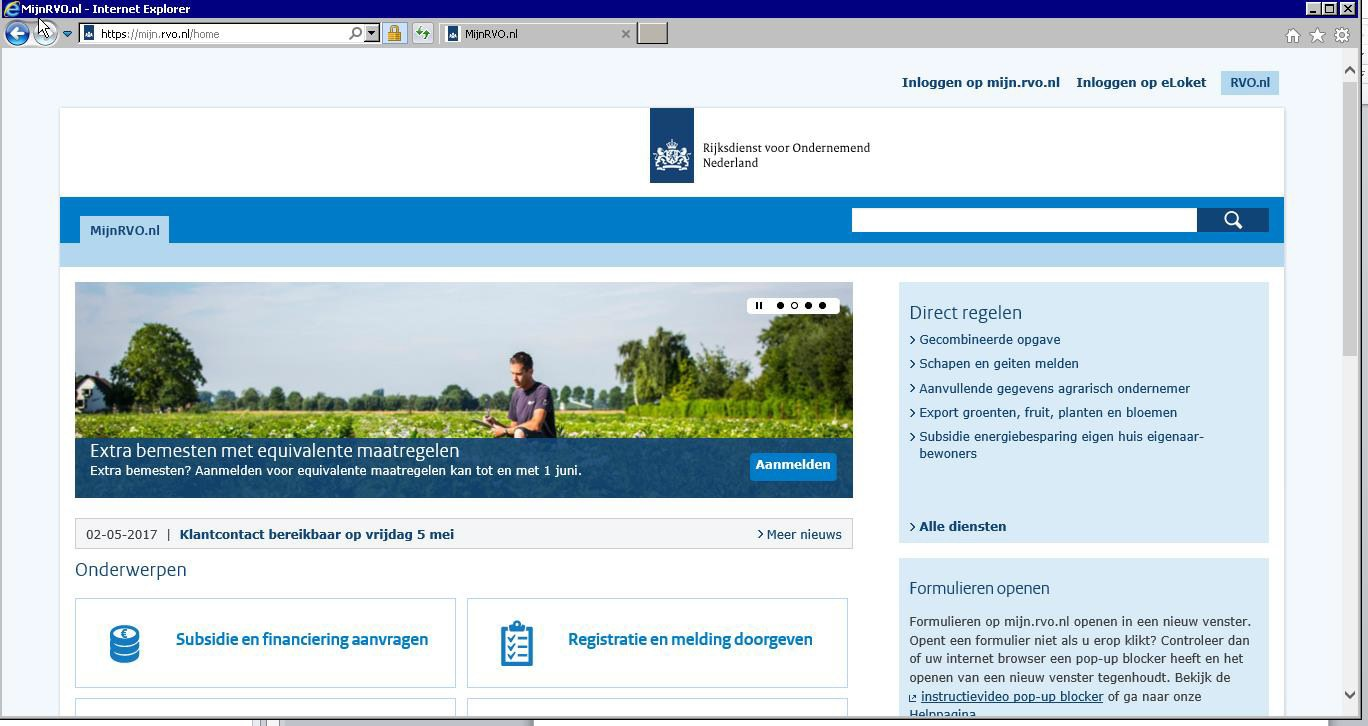 MijnRVO.nl - Internet Explorer
https://mijn.rvo.nl/home
MijnRVO.nl
Inloggen op mijn.rvo.nl Inloggen op eLoket RVO.nl
Rijksdienst voor Ondernemend
Nederland
MijnRVO.nl
Extra bemesten met equivalente maatregelen
Extra bemesten? Aanmelden voor equivalente maatregelen kan tot en met 1 juni.
Aanmelden
02-05-2017 | Klantcontact bereikbaar op vrijdag 5 mei
> Meer nieuws
Onderwerpen
Subsidie en financiering aanvragen
Registratie en melding doorgeven
Direct regelen
> Gecombineerde opgave
> Schapen en geiten melden
> Aanvullende gegevens agrarisch ondernemer
> Export groenten, fruit, planten en bloemen
> Subsidie energiebesparing eigen huis eigenaar-
bewoners
> Alle diensten
Formulieren openen
Formulieren op mijn.rvo.nl openen in een nieuw venster.
Opent een formulier niet als u erop klikt? Controleer dan
of uw internet browser een pop-up blocker heeft en het
openen van een nieuw venster tegenhoudt. Bekijk de
instructievideo pop-up blocker of ga naar onze
Helppagina